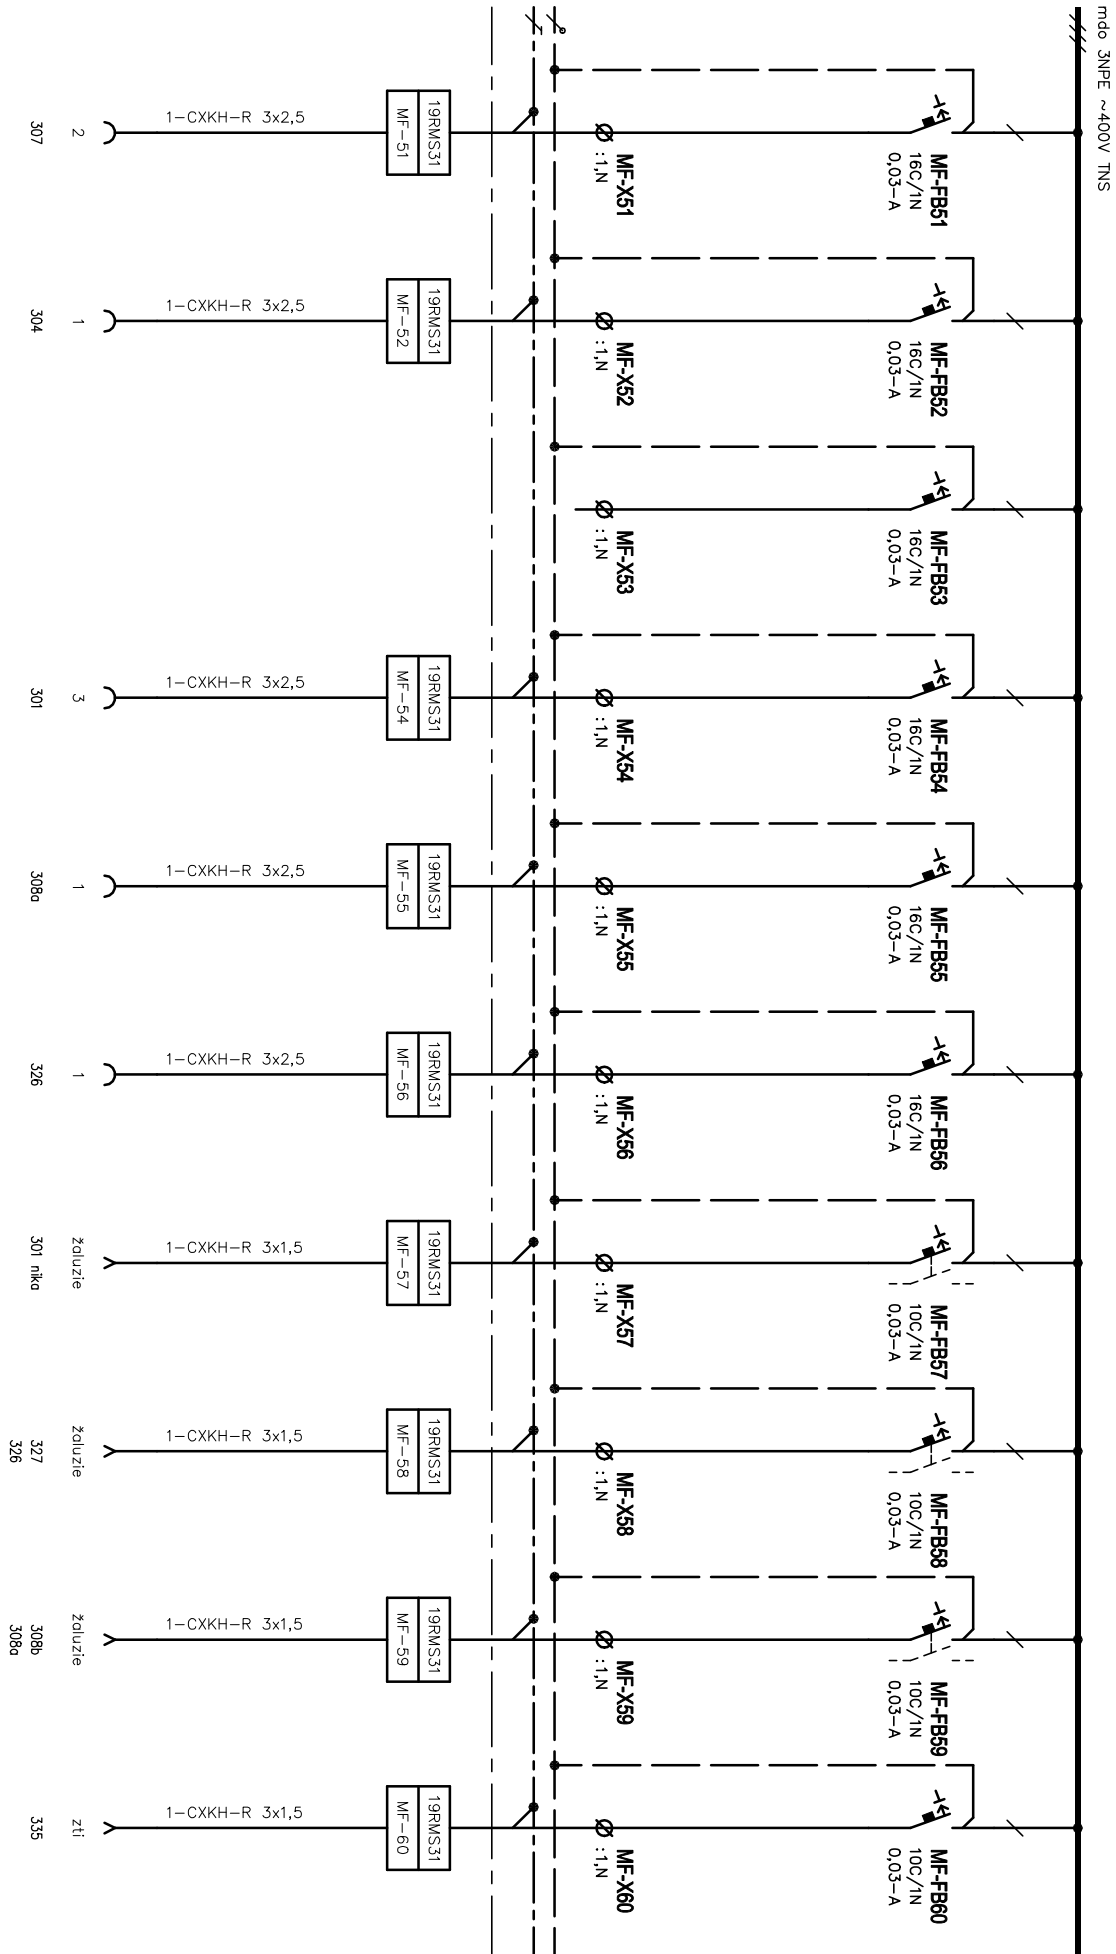 mdo 3NPE ~400V TNS
MF-FB51
16C/1N
0,03-A
MF-X51
:1,N
19RMS31
MF-51
1-CXKH-R 3x2,5
2
307
MF-FB52
16C/1N
0,03-A
MF-X52
:1,N
19RMS31
MF-52
1-CXKH-R 3x2,5
1
304
MF-FB53
16C/1N
0,03-A
MF-X53
:1,N
MF-FB54
16C/1N
0,03-A
MF-X54
:1,N
19RMS31
MF-54
1-CXKH-R 3x2,5
3
301
MF-FB55
16C/1N
0,03-A
MF-X55
:1,N
19RMS31
MF-55
1-CXKH-R 3x2,5
1
308a
MF-FB56
16C/1N
0,03-A
MF-X56
:1,N
19RMS31
MF-56
1-CXKH-R 3x2,5
1
326
MF-FB57
10C/1N
0,03-A
MF-X57
:1,N
19RMS31
MF-57
1-CXKH-R 3x1,5
žaluzie
301 nika
MF-FB58
10C/1N
0,03-A
MF-X58
:1,N
19RMS31
MF-58
1-CXKH-R 3x1,5
žaluzie
327
326
MF-FB59
10C/1N
0,03-A
MF-X59
:1,N
19RMS31
MF-59
1-CXKH-R 3x1,5
žaluzie
308b
308a
MF-FB60
10C/1N
0,03-A
MF-X60
:1,N
19RMS31
MF-60
1-CXKH-R 3x1,5
zti
335